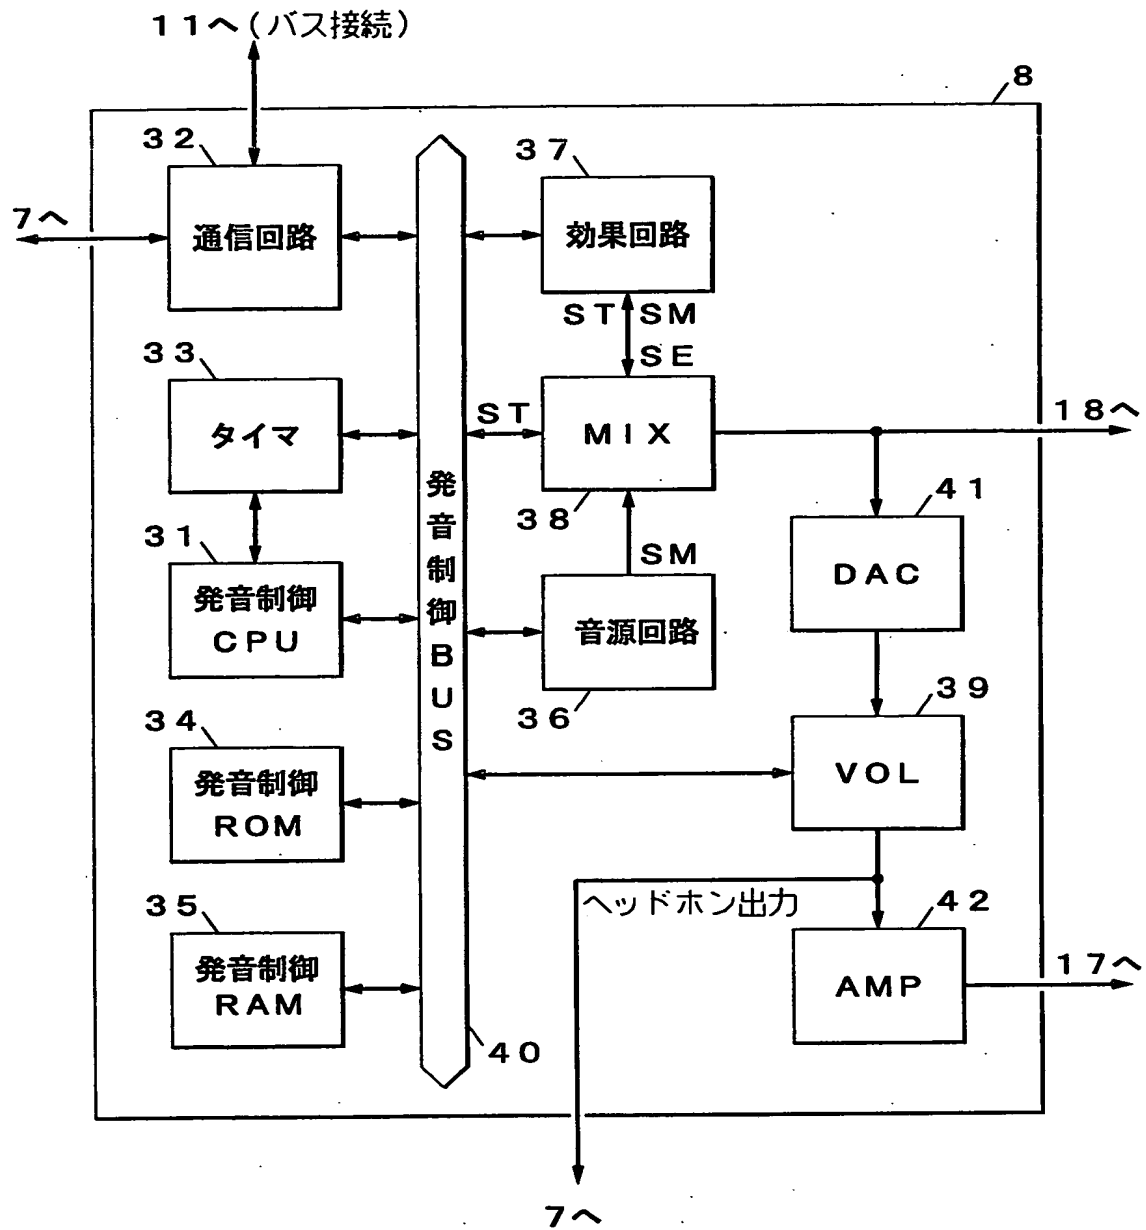 11へ(バス接続)
8
32
37
7へ
通信回路
効果回路
ST SM
SE
33
タイマ
ST
MIX
18へ
38
41
31
発音制御
CPU
発音制御BUS
SM
DAC
音源回路
36
39
34
発音制御
ROM
VOL
35
ヘッドホン出力
42
発音制御
RAM
AMP
17へ
40
7へ